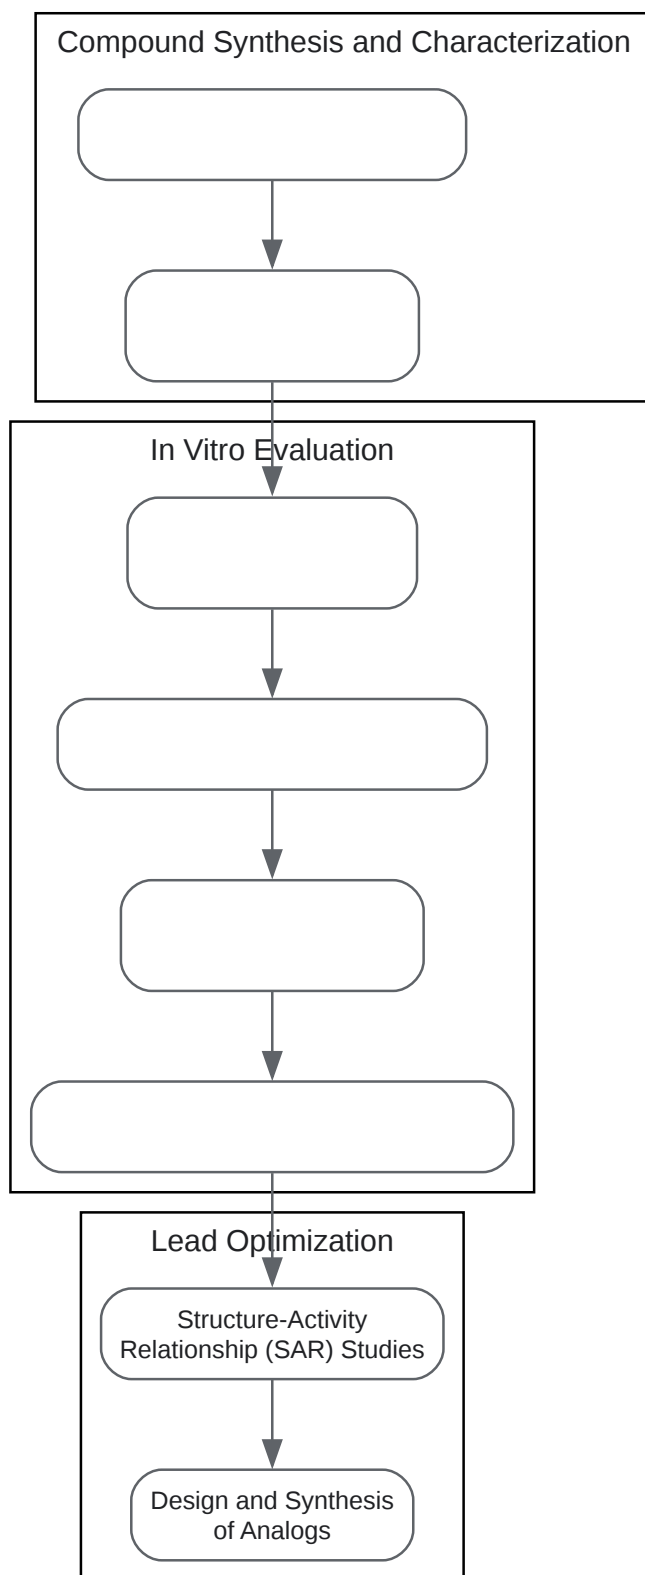 Compound Synthesis and Characterization
In Vitro Evaluation
Lead Optimization
Structure-Activity
Relationship (SAR) Studies
Design and Synthesis
of Analogs